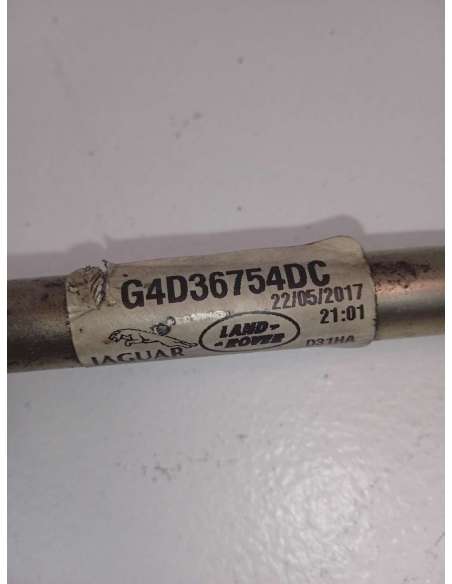 G4D36754DC
22/05/2017
21:01
JAGUAR
LAND-
-ROVER
D31HA